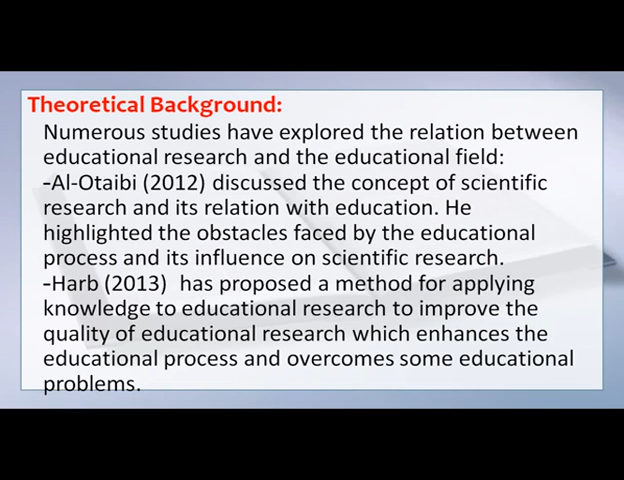 Theoretical Background:
Numerous studies have explored the relation between
educational research and the educational field:
-Al-Otaibi (2012) discussed the concept of scientific
research and its relation with education. He
highlighted the obstacles faced by the educational
process and its influence on scientific research.
-Harb (2013)  has proposed a method for applying
knowledge to educational research to improve the
quality of educational research which enhances the
educational process and overcomes some educational
problems.